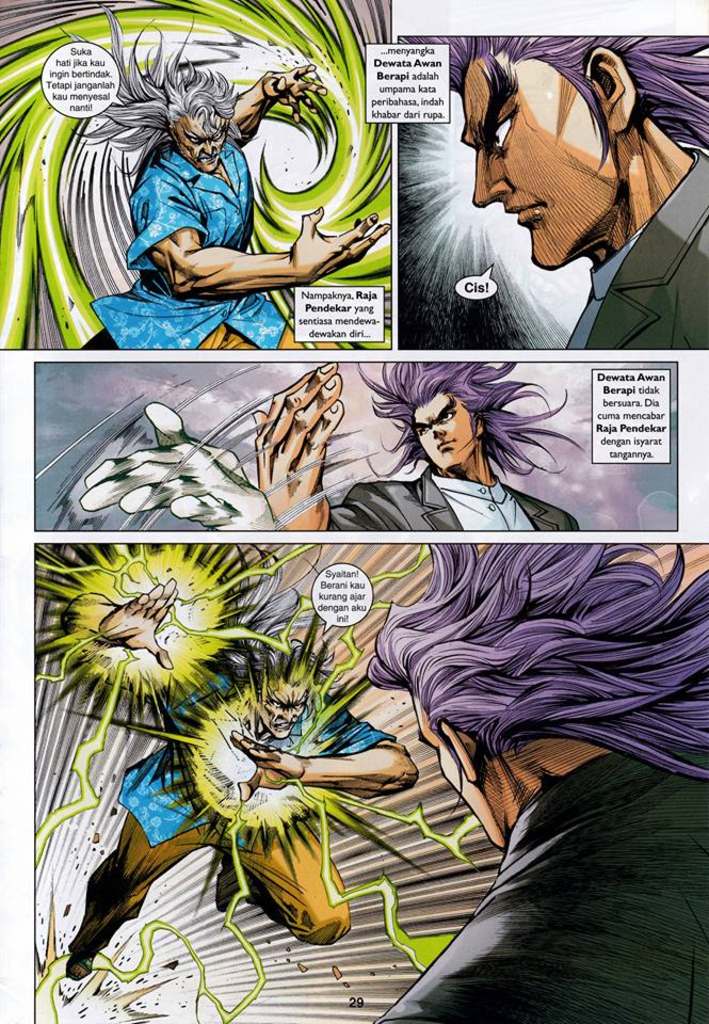 Suka
hati jika kau
ingin bertindak.
Tetapi janganlah
kau menyesal
nanti!
Nampaknya, Raja
Pendekar yang
sentiasa mendewa-
dewakan diri...
...menyangka
Dewata Awan
Berapi adalah
umpama kata
peribahasa, indah
khabar dari rupa.
Cis!
Dewata Awan
Berapi tidak
bersuara. Dia
cuma mencabar
Raja Pendekar
dengan isyarat
tangannya.
Syaitan!
Berani kau
kurang ajar
dengan aku
ini!
29